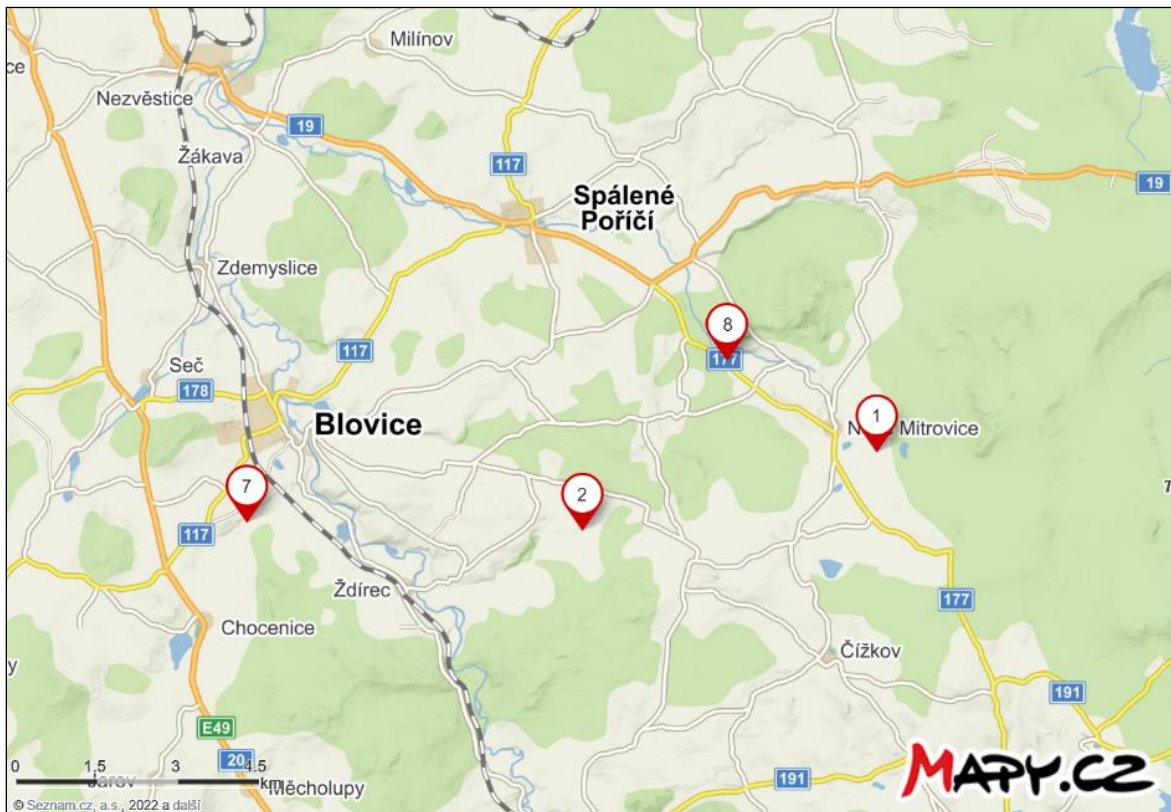 Milínov
ce
Nezvěstice
19
Žákava
117
Spálené
Poříčí
19
Zdemyslice
8
117
177
Seč
178
Blovice
1
Nové Mitrovice
7
2
117
Ždírec
177
Chocenice
Čížkov
y
191
E49
20
0 1,5 3 4,5
km
Jarov
Měcholupy
191
MAPY.CZ
© Seznam.cz, a.s., 2022 a další